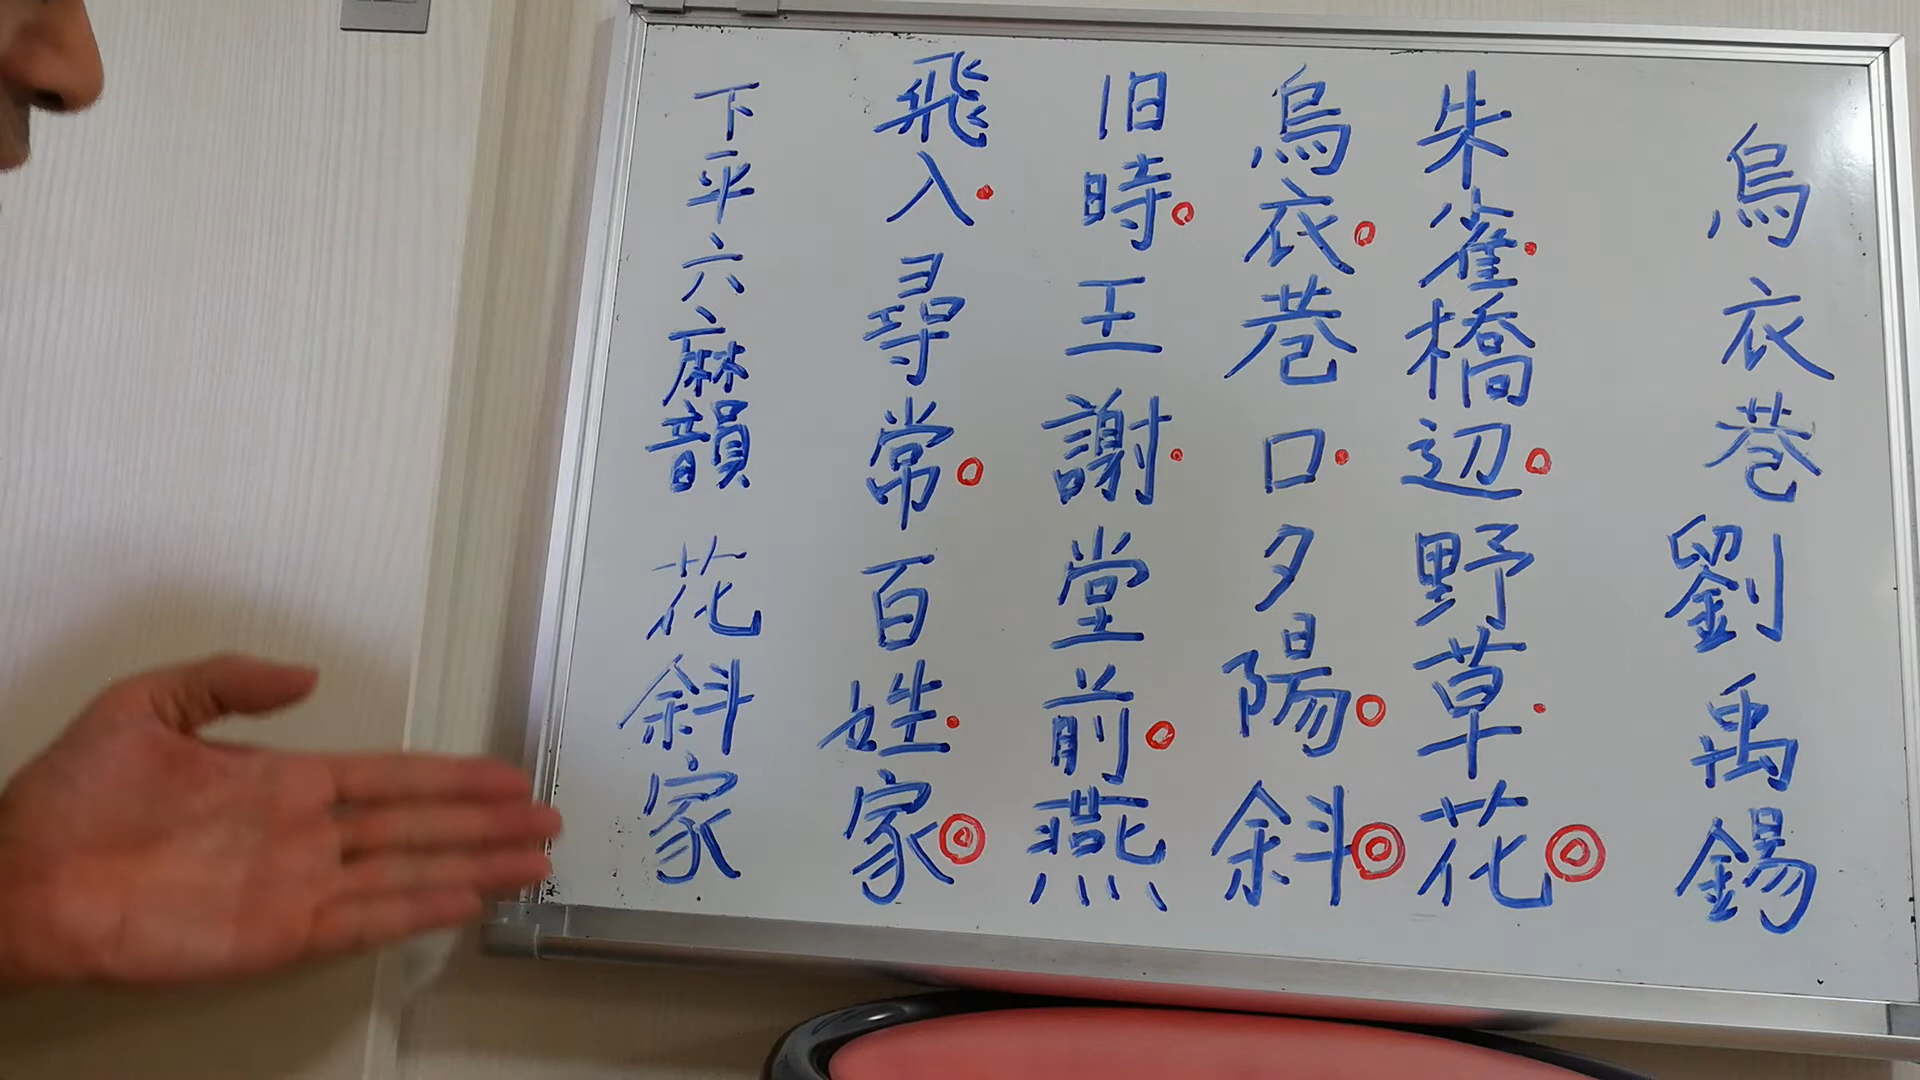 烏衣巷 劉禹錫
朱雀橋辺野草花
烏衣巷口夕陽斜
旧時王謝堂前燕
飛入尋常百姓家
下平六麻韻 花斜家